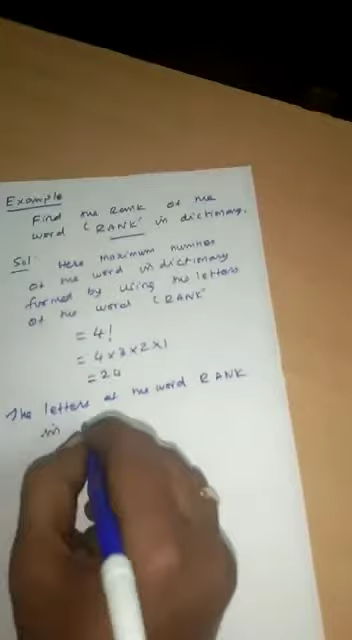 Example
Find the Rank of the
word 'RANK' in dictionary.
Sol: Here maximum number
of the word in dictionary
formed by using the letters
of the word 'RANK'
= 4!
= 4×3×2×1
= 24
The letters of the word RANK
in